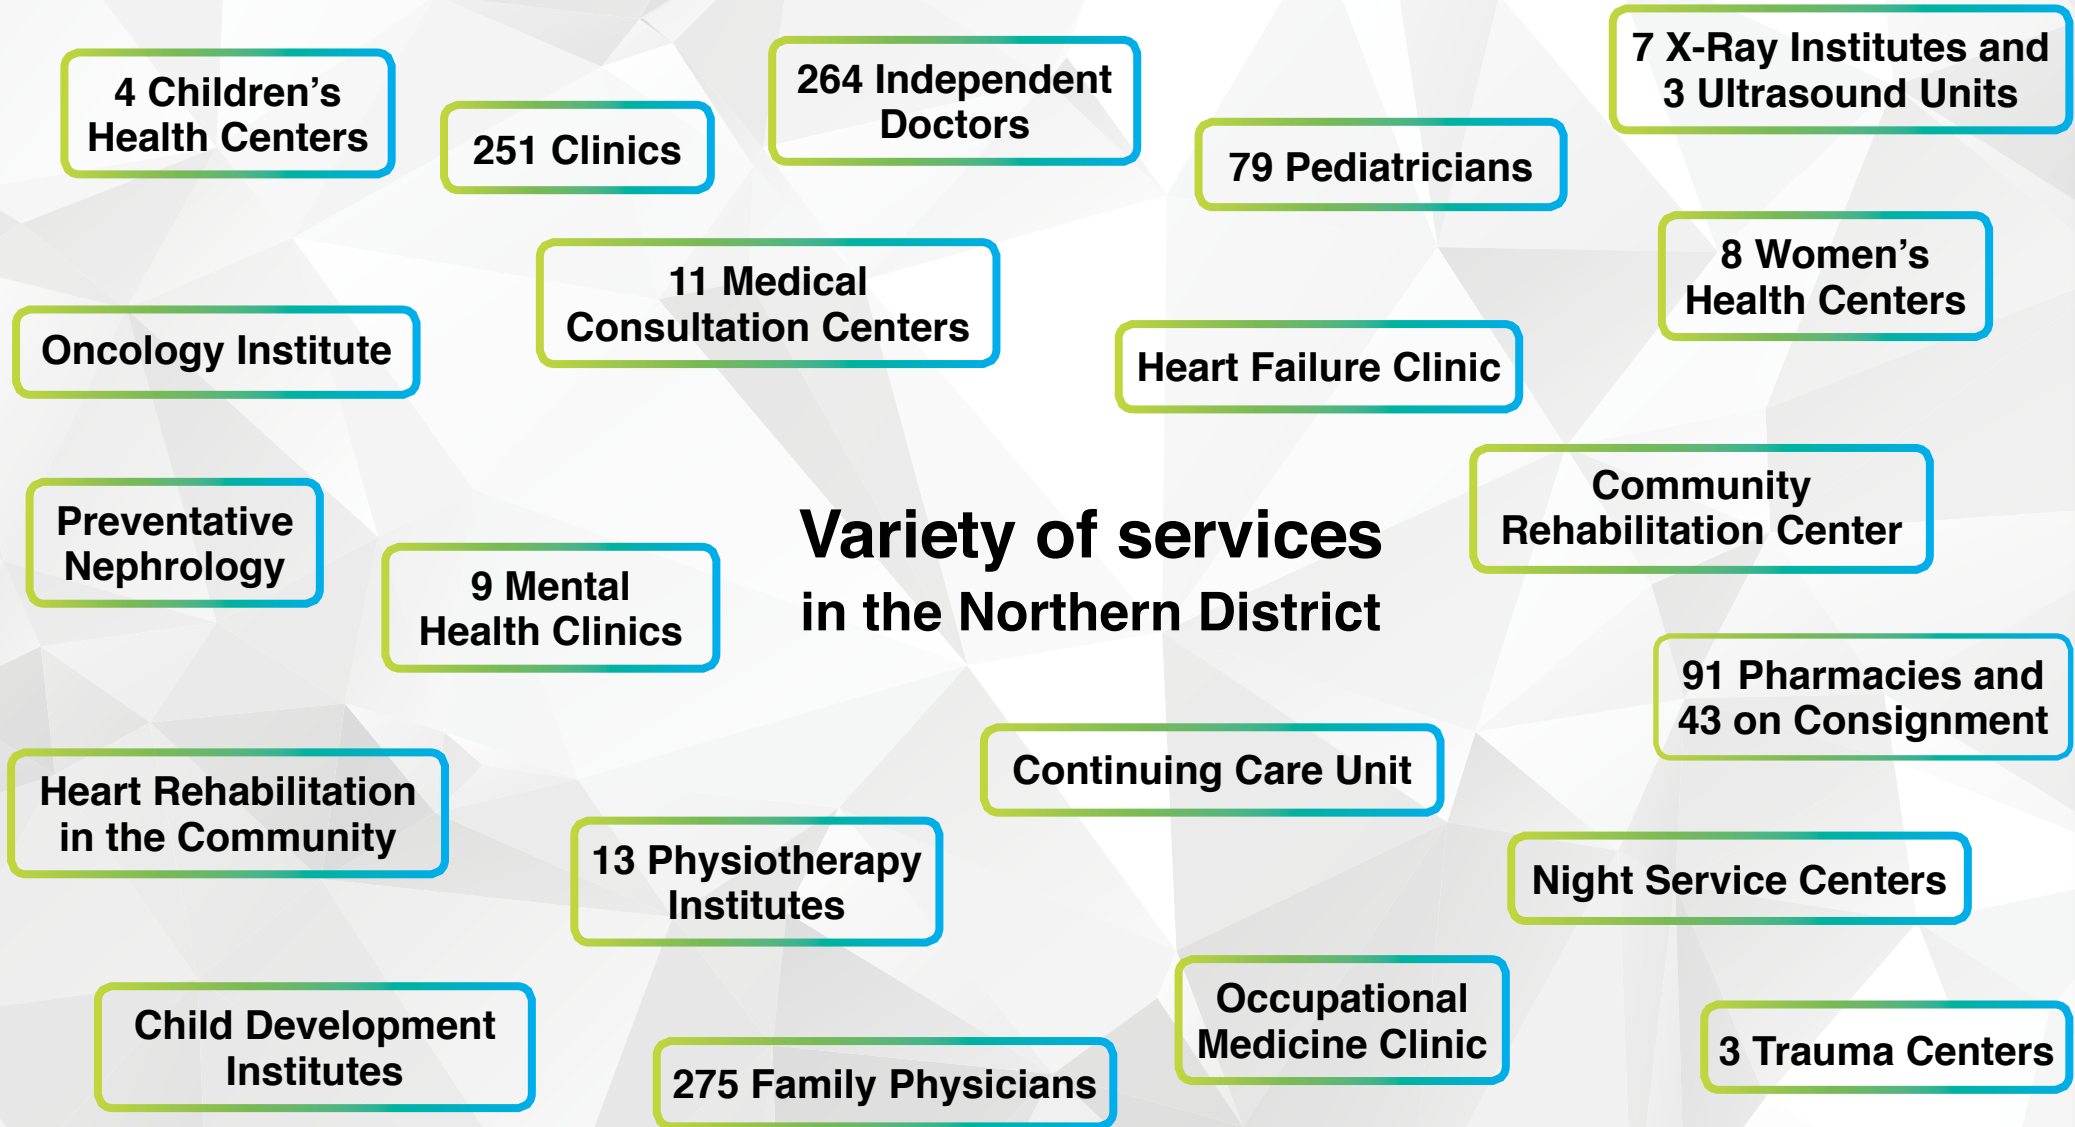 4 Children’s
Health Centers
251 Clinics
264 Independent
Doctors
79 Pediatricians
7 X-Ray Institutes and
3 Ultrasound Units
8 Women’s
Health Centers
11 Medical
Consultation Centers
Oncology Institute
Heart Failure Clinic
Community
Rehabilitation Center
Preventative
Nephrology
9 Mental
Health Clinics
Variety of services
in the Northern District
91 Pharmacies and
43 on Consignment
Continuing Care Unit
Heart Rehabilitation
in the Community
13 Physiotherapy
Institutes
Night Service Centers
Child Development
Institutes
275 Family Physicians
Occupational
Medicine Clinic
3 Trauma Centers